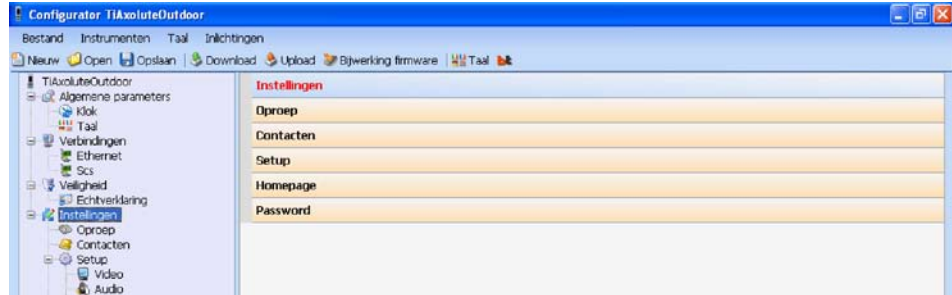 Configurator TiAxoluteOutdoor
Bestand Instrumenten Taal Inlichtingen
Nieuw Open Opslaan Download Upload Bijwerking firmware Taal bt
TiAxoluteOutdoor
Algemene parameters
Klok
Taal
Verbindingen
Ethernet
Scs
Veiligheid
Echtverklaring
Instellingen
Oproep
Contacten
Setup
Video
Audio
Instellingen
Oproep
Contacten
Setup
Homepage
Password